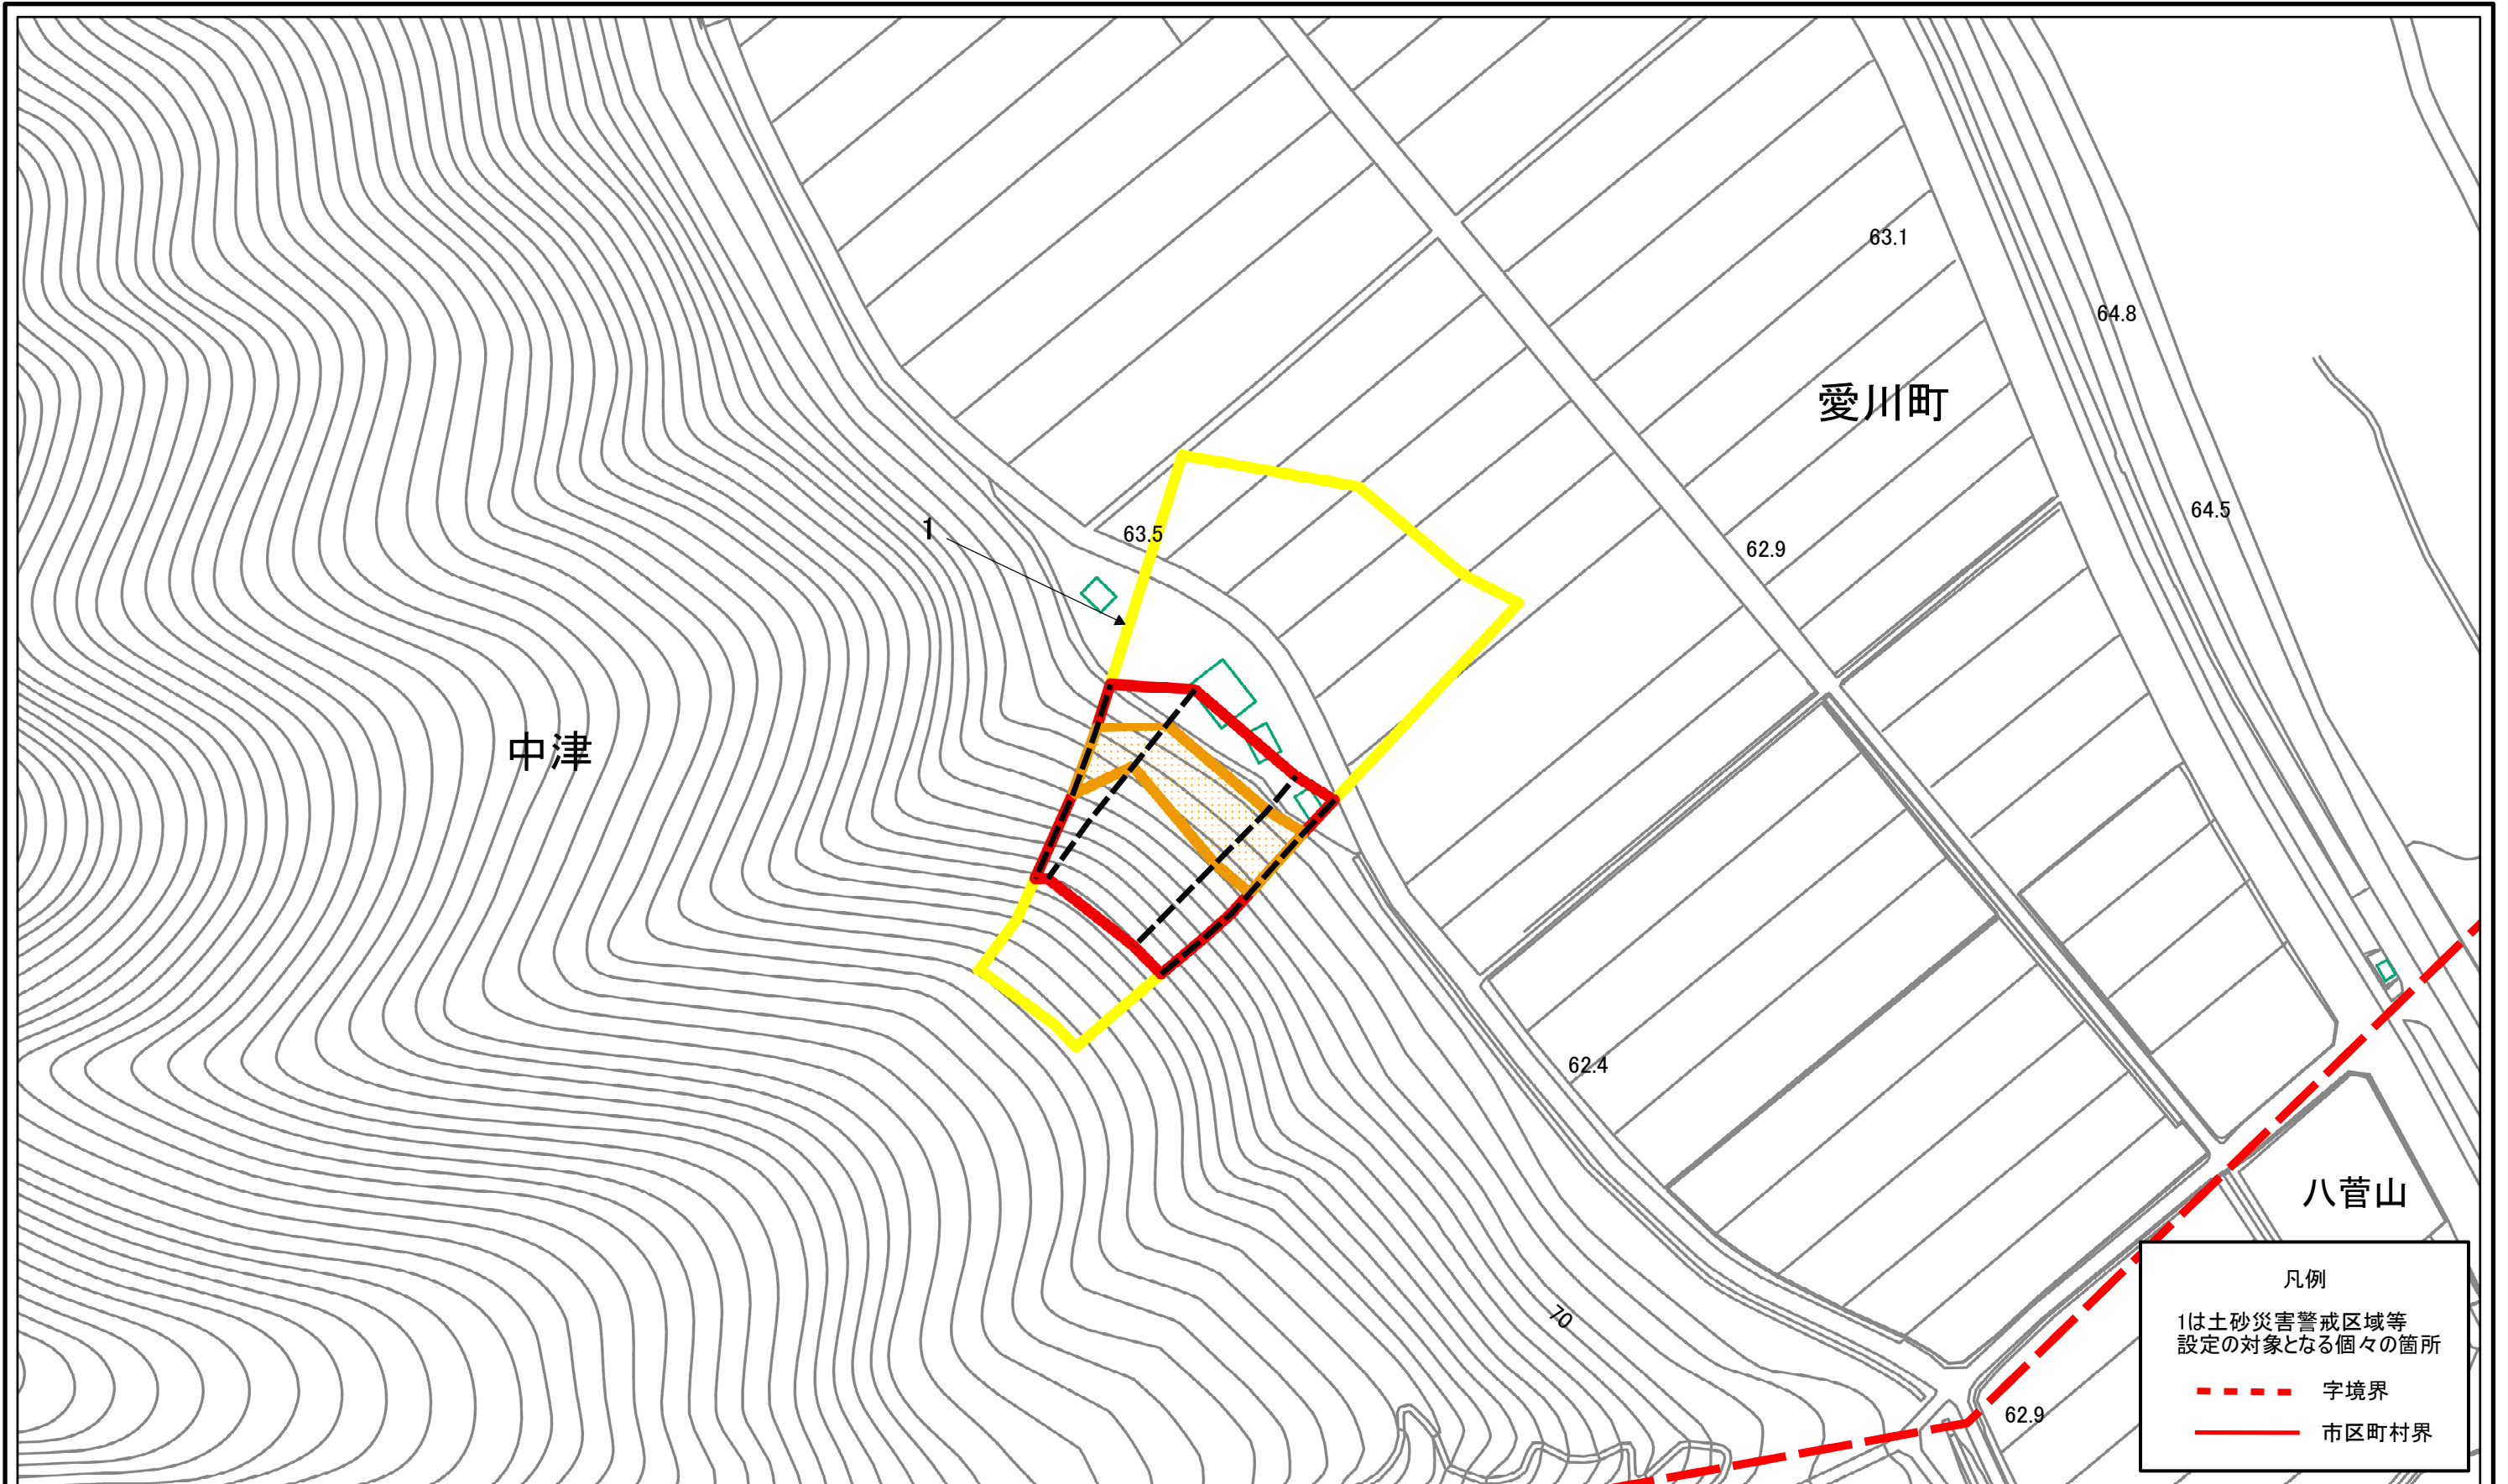 63.1
64.8
愛川町
64.5
1
63.5
62.9
中津
62.4
八菅山
70
凡例
1は土砂災害警戒区域等
設定の対象となる個々の箇所
字境界
市区町村界
62.9